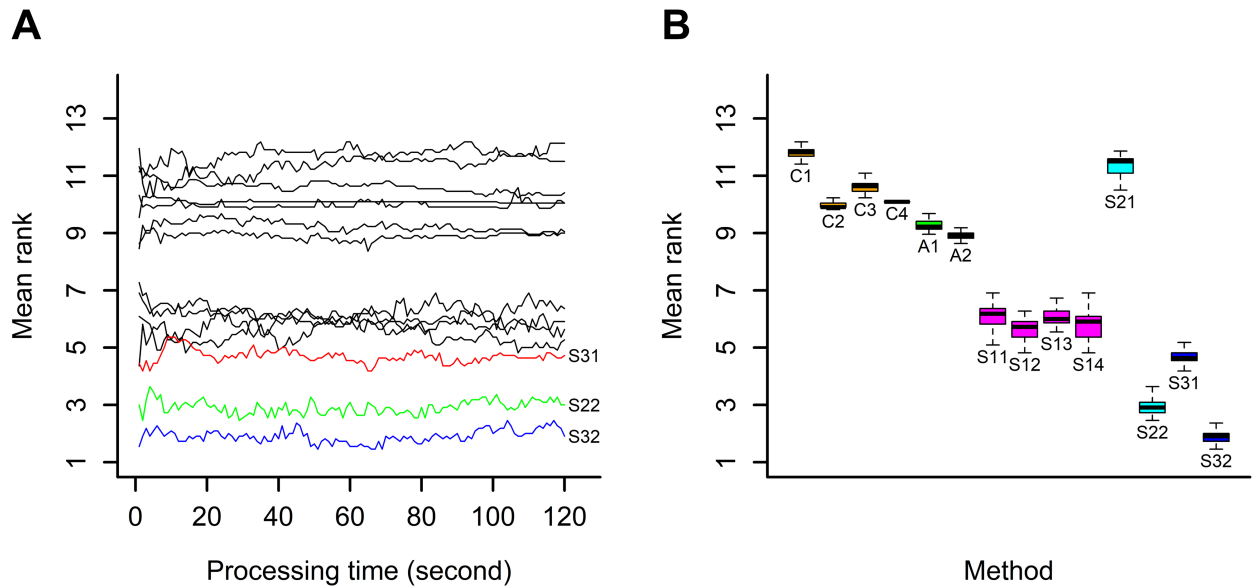 A
Mean rank
13
11
9
7
5
3
1
S31
S22
S32
0 20 40 60 80 100 120
Processing time (second)
B
Mean rank
13
11
9
7
5
3
1
C1
C2
C3
C4
A1
A2
S11
S12
S13
S14
S21
S22
S31
S32
Method